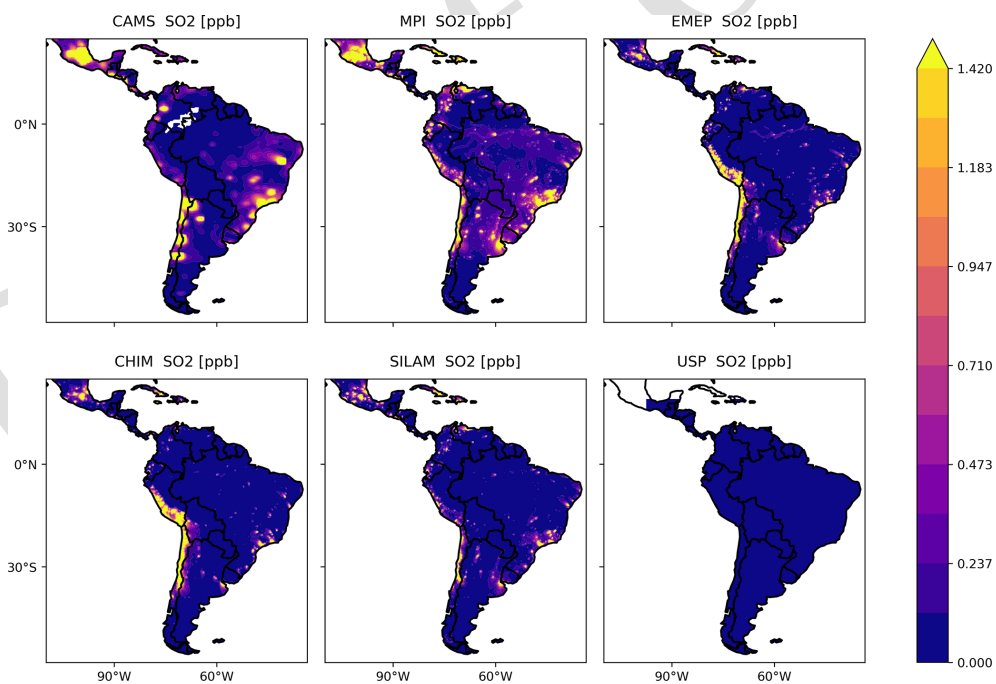 CAMS SO2 [ppb]
MPI SO2 [ppb]
EMEP SO2 [ppb]
0°N
30°S
CHIM SO2 [ppb]
SILAM SO2 [ppb]
USP SO2 [ppb]
0°N
30°S
90°W
60°W
90°W
60°W
90°W
60°W
1.420
1.183
0.947
0.710
0.473
0.237
0.000